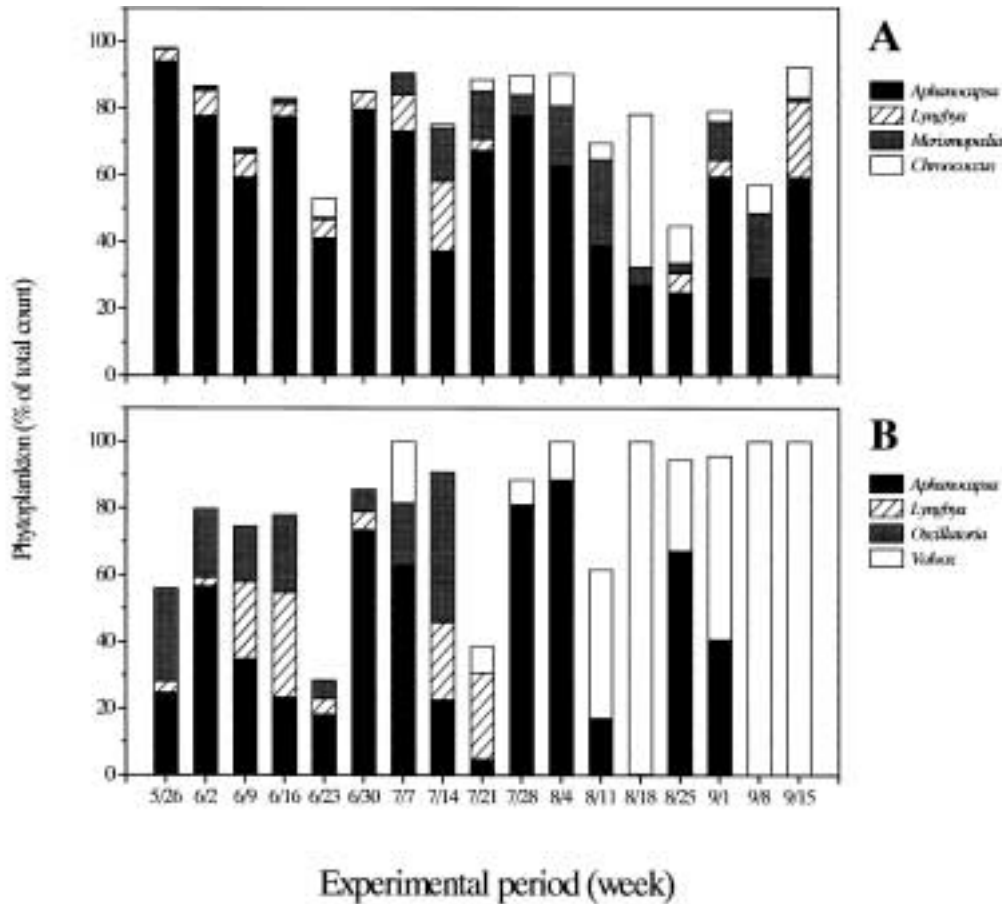 A
100
80
60
40
20
0
Aphanocapsa
Lyngbya
Merismopedia
Chroococcus
Phytoplankton (% of total count)
B
100
80
60
40
20
0
Aphanocapsa
Lyngbya
Oscillatoria
Volvox
5/26 6/2 6/9 6/16 6/23 6/30 7/7 7/14 7/21 7/28 8/4 8/11 8/18 8/25 9/1 9/8 9/15
Experimental period (week)